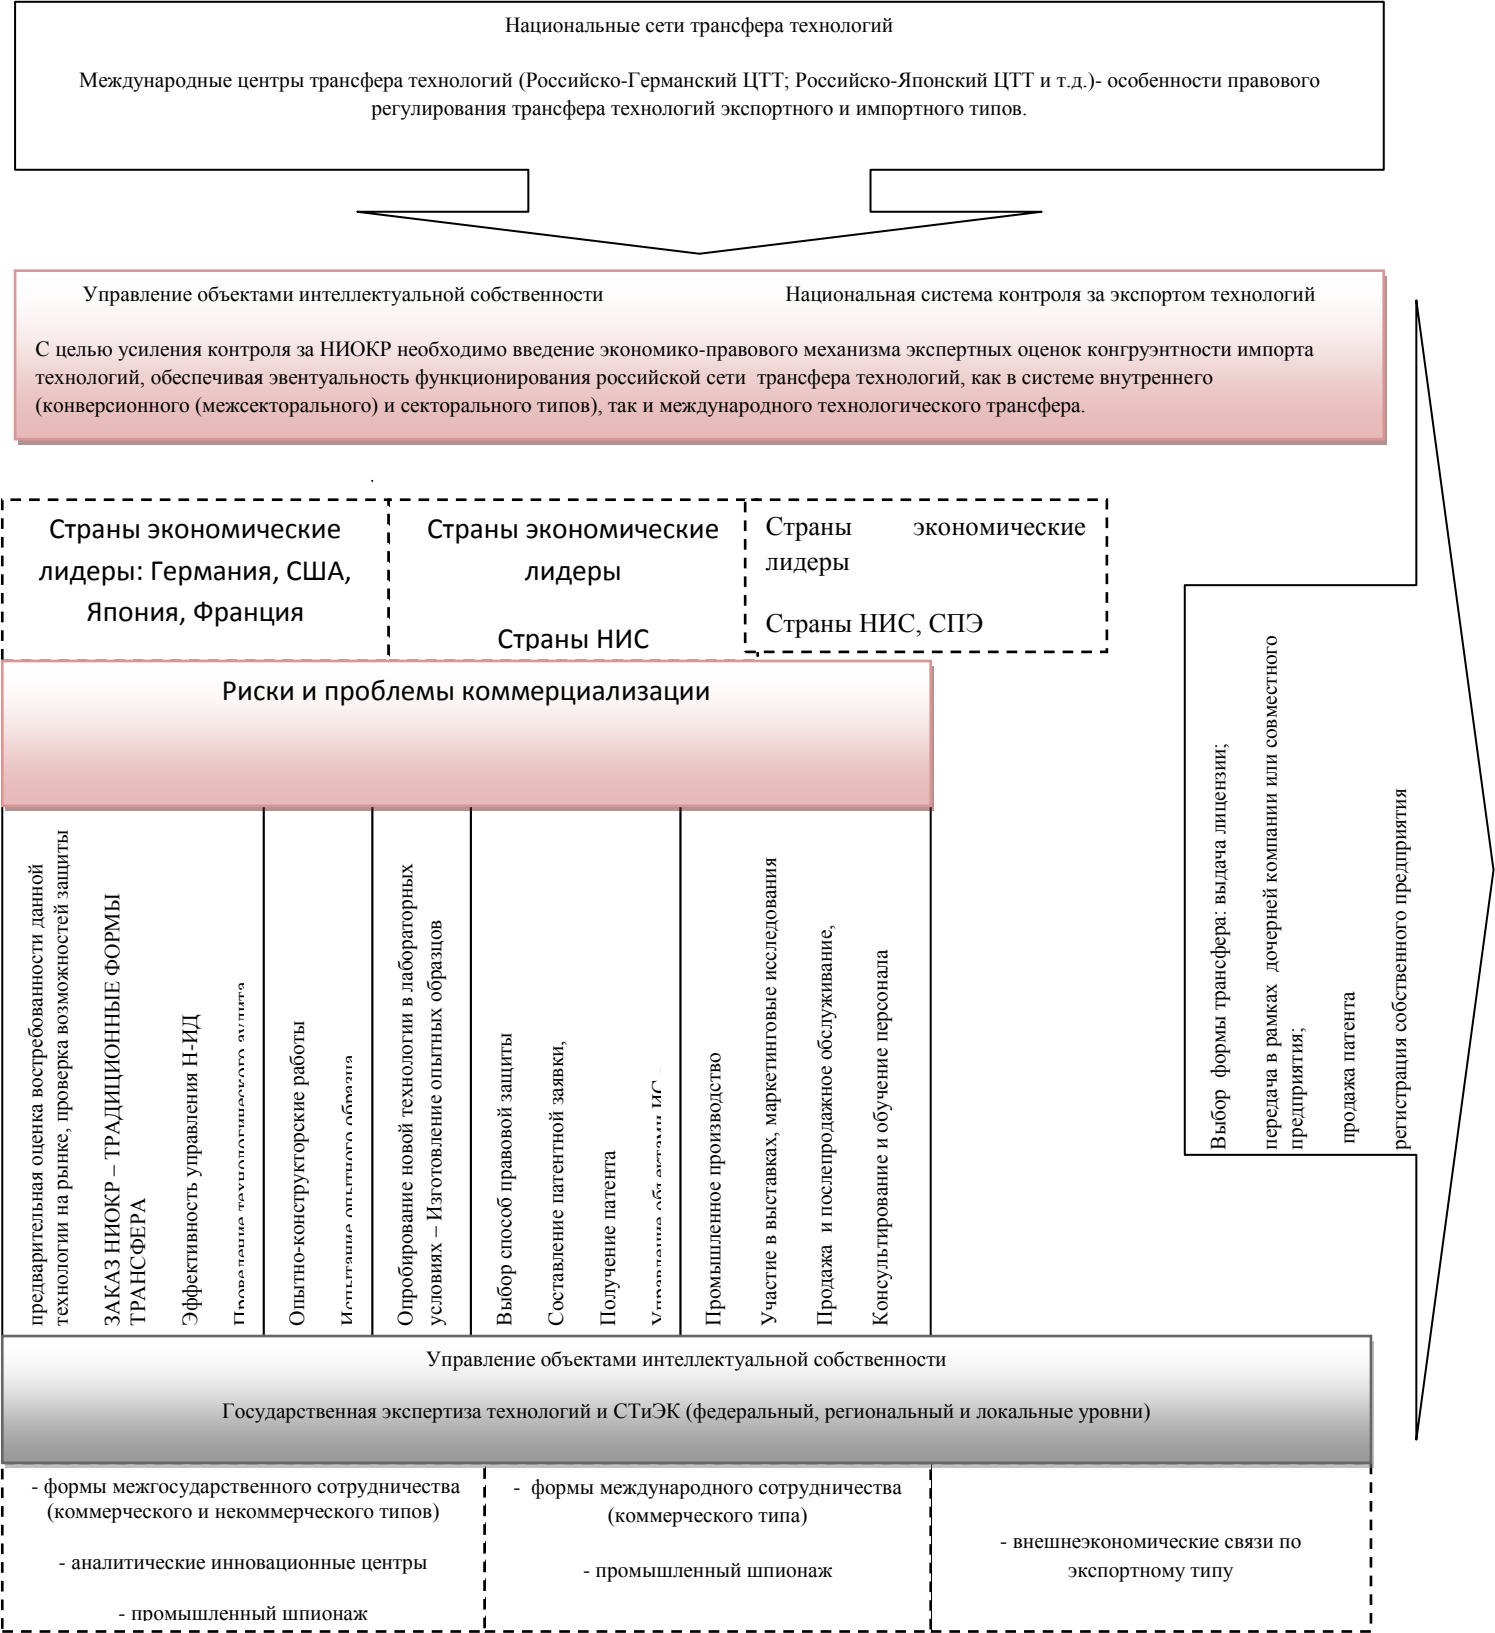 Национальные сети трансфера технологий
Международные центры трансфера технологий (Российско-Германский ЦТТ; Российско-Японский ЦТТ и т.д.)- особенности правового
регулирования трансфера технологий экспортного и импортного типов.
Управление объектами интеллектуальной собственности Национальная система контроля за экспортом технологий
С целью усиления контроля за НИОКР необходимо введение экономико-правового механизма экспертных оценок конгруэнтности импорта
технологий, обеспечивая эвентуальность функционирования российской сети трансфера технологий, как в системе внутреннего
(конверсионного (межсекторального) и секторального типов), так и международного технологического трансфера.
.
Страны экономические
лидеры: Германия, США,
Япония, Франция
Страны экономические
лидеры
Страны НИС
Страны экономические
лидеры
Страны НИС, СПЭ
Риски и проблемы коммерциализации
предварительная оценка востребованности данной
технологии на рынке, проверка возможностей защиты
ЗАКАЗ НИОКР – ТРАДИЦИОННЫЕ ФОРМЫ
ТРАНСФЕРА
Эффективность управления Н-ИД
Проведение технологического аудита
Опытно-конструкторские работы
Испытание опытного образца
Опробирование новой технологии в лабораторных
условиях – Изготовление опытных образцов
Выбор способ правовой защиты
Составление патентной заявки,
Получение патента
Управление объектами ИС
Промышленное производство
Участие в выставках, маркетинговые исследования
Продажа и послепродажное обслуживание,
Консультирование и обучение персонала
Выбор формы трансфера: выдача лицензии;
передача в рамках дочерней компании или совместного
предприятия;
продажа патента
регистрация собственного предприятия
Управление объектами интеллектуальной собственности
Государственная экспертиза технологий и СТиЭК (федеральный, региональный и локальные уровни)
- формы межгосударственного сотрудничества
(коммерческого и некоммерческого типов)
- аналитические инновационные центры
- промышленный шпионаж
- формы международного сотрудничества
(коммерческого типа)
- промышленный шпионаж
- внешнеэкономические связи по
экспортному типу